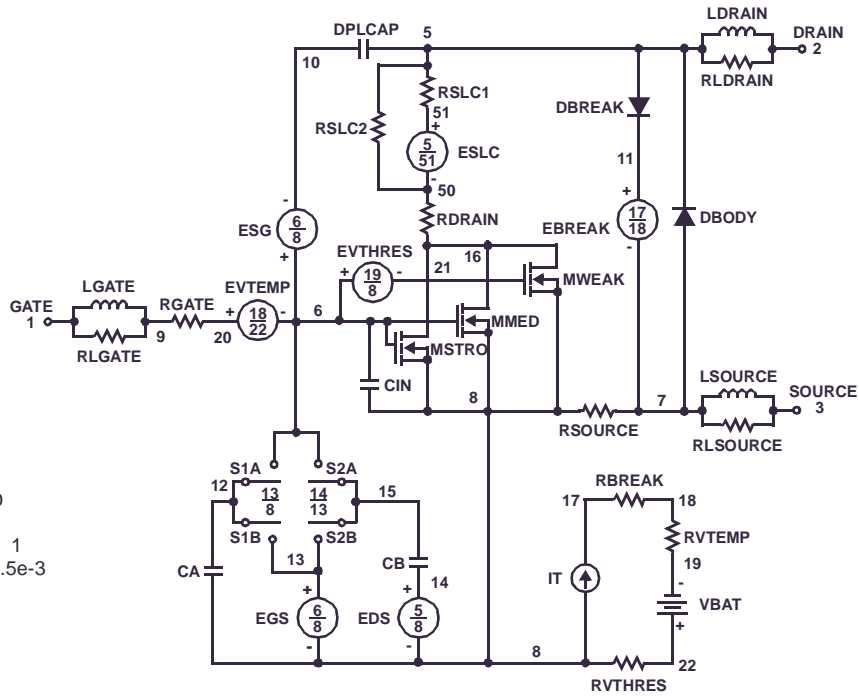 LDRAIN
DPLCAP 5 DRAIN
10 2
RLDRAIN
RSLC1
DBREAK
51
+
RSLC2
5
51
ESLC
11
-
50
+
-
17
18
RDRAIN
DBODY
6
8
ESG
EBREAK
EVTHRES
-
+
16
+ 19
8 - 21
MWEAK
LGATE EVTEMP
GATE RGATE + 18
22 - 6
MMED
1
9 20
MSTRO
RLGATE
LSOURCE
CIN
8 7 SOURCE
3
RSOURCE
RLSOURCE
S1A S2A
12 13
8 14
13 15
RBREAK
17 18
S1B S2B
RVTEMP
13
CB
19
CA
IT
14
-
+ +
VBAT
EGS 6
8 EDS 5
8
+
- -
8
22
RVTHRES
1
.5e-3